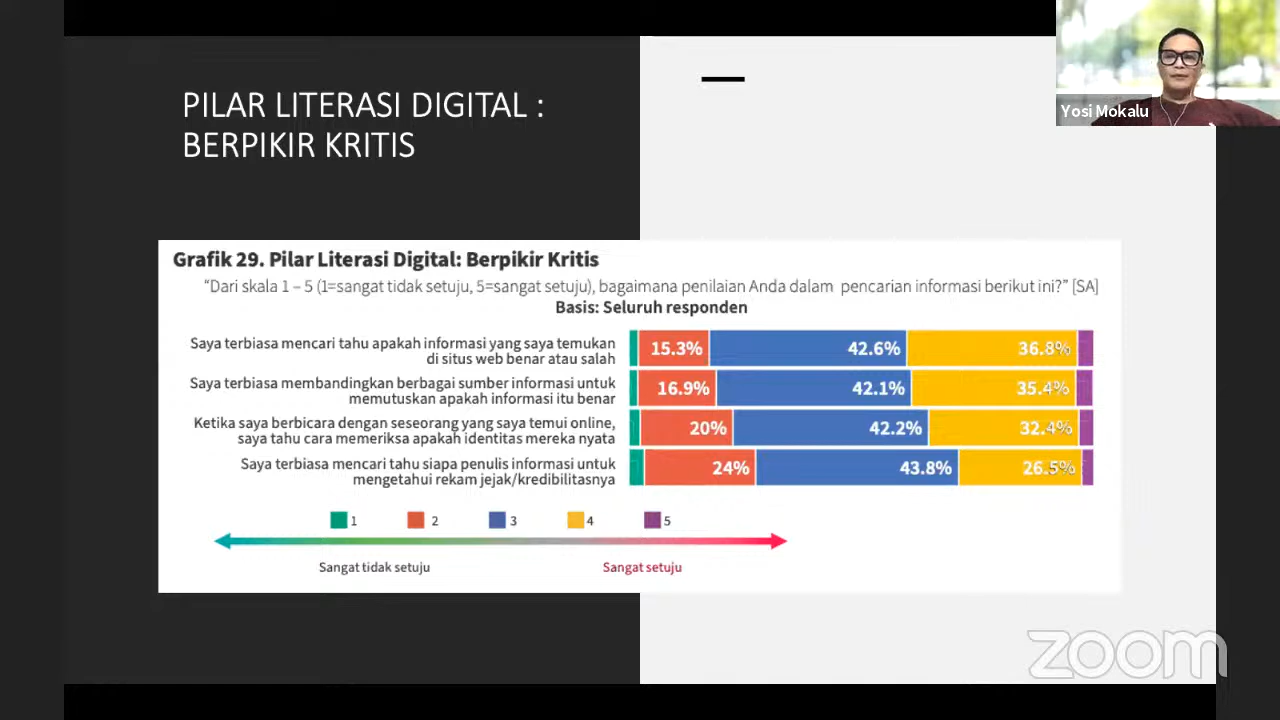 PILAR LITERASI DIGITAL :
BERPIKIR KRITIS
Yosi Mokalu
Grafik 29. Pilar Literasi Digital: Berpikir Kritis
“Dari skala 1 – 5 (1=sangat tidak setuju, 5=sangat setuju), bagaimana penilaian Anda dalam pencarian informasi berikut ini?” [SA]
Basis: Seluruh responden
Saya terbiasa mencari tahu apakah informasi yang saya temukan
di situs web benar atau salah
15.3% 42.6% 36.8%
Saya terbiasa membandingkan berbagai sumber informasi untuk
memutuskan apakah informasi itu benar
16.9% 42.1% 35.4%
Ketika saya berbicara dengan seseorang yang saya temui online,
saya tahu cara memeriksa apakah identitas mereka nyata
20% 42.2% 32.4%
Saya terbiasa mencari tahu siapa penulis informasi untuk
mengetahui rekam jejak/kredibilitasnya
24% 43.8% 26.5%
1 2 3 4 5
Sangat tidak setuju Sangat setuju
zoom